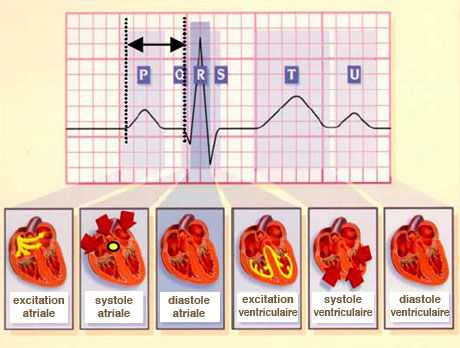 P Q R S T U
excitation
atriale
systole
atriale
diastole
atriale
excitation
ventriculaire
systole
ventriculaire
diastole
ventriculaire